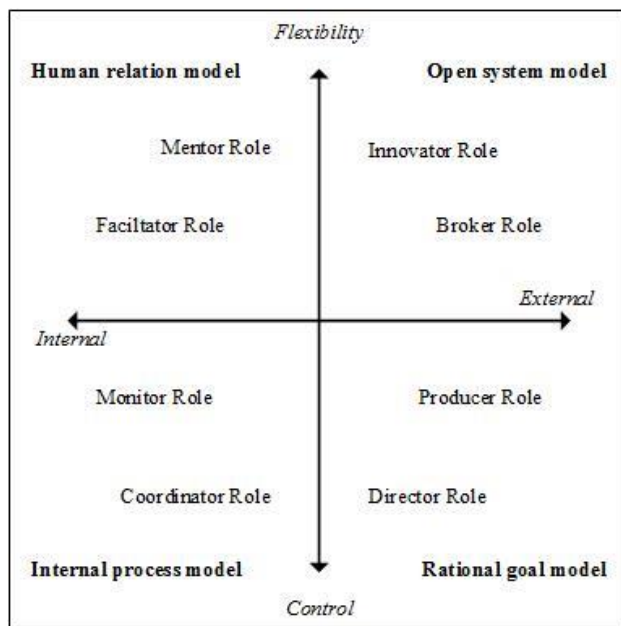 Flexibility
Human relation model
Open system model
Mentor Role
Innovator Role
Faciltator Role
Broker Role
External
Internal
Monitor Role
Producer Role
Coordinator Role
Director Role
Internal process model
Rational goal model
Control